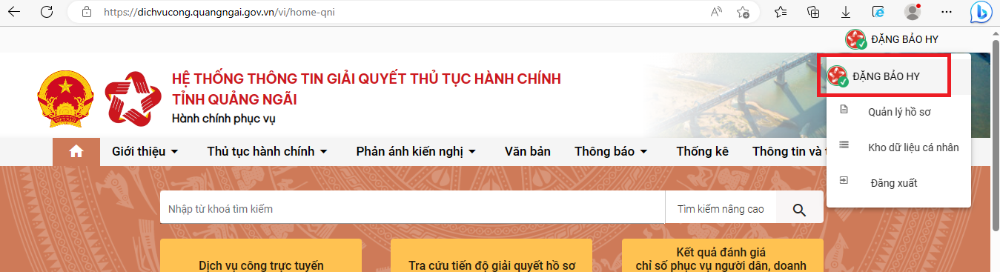 https://dichvucong.quangngai.gov.vn/vi/home-qni
ĐẶNG BẢO HY
HỆ THỐNG THÔNG TIN GIẢI QUYẾT THỦ TỤC HÀNH CHÍNH
TỈNH QUẢNG NGÃI
Hành chính phục vụ
ĐẶNG BẢO HY
Quản lý hồ sơ
Kho dữ liệu cá nhân
Đăng xuất
Giới thiệu
Thủ tục hành chính
Phản ánh kiến nghị
Văn bản
Thông báo
Thống kê
Thông tin và
Nhập từ khoá tìm kiếm
Tìm kiếm nâng cao
Dịch vụ công trực tuyến
Tra cứu tiến độ giải quyết hồ sơ
Kết quả đánh giá
chỉ số phục vụ người dân, doanh